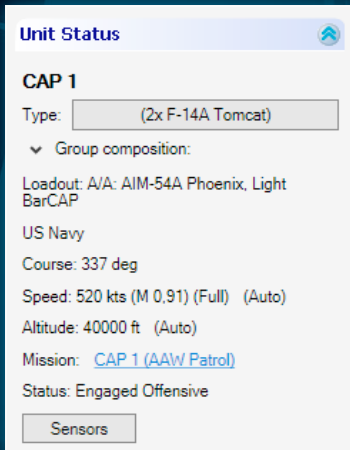 Unit Status
CAP 1
Type: (2x F-14A Tomcat)
Group composition:
Loadout: A/A: AIM-54A Phoenix, Light
BarCAP
US Navy
Course: 337 deg
Speed: 520 kts (M 0,91) (Full) (Auto)
Altitude: 40000 ft (Auto)
Mission: CAP 1 (AAW Patrol)
Status: Engaged Offensive
Sensors